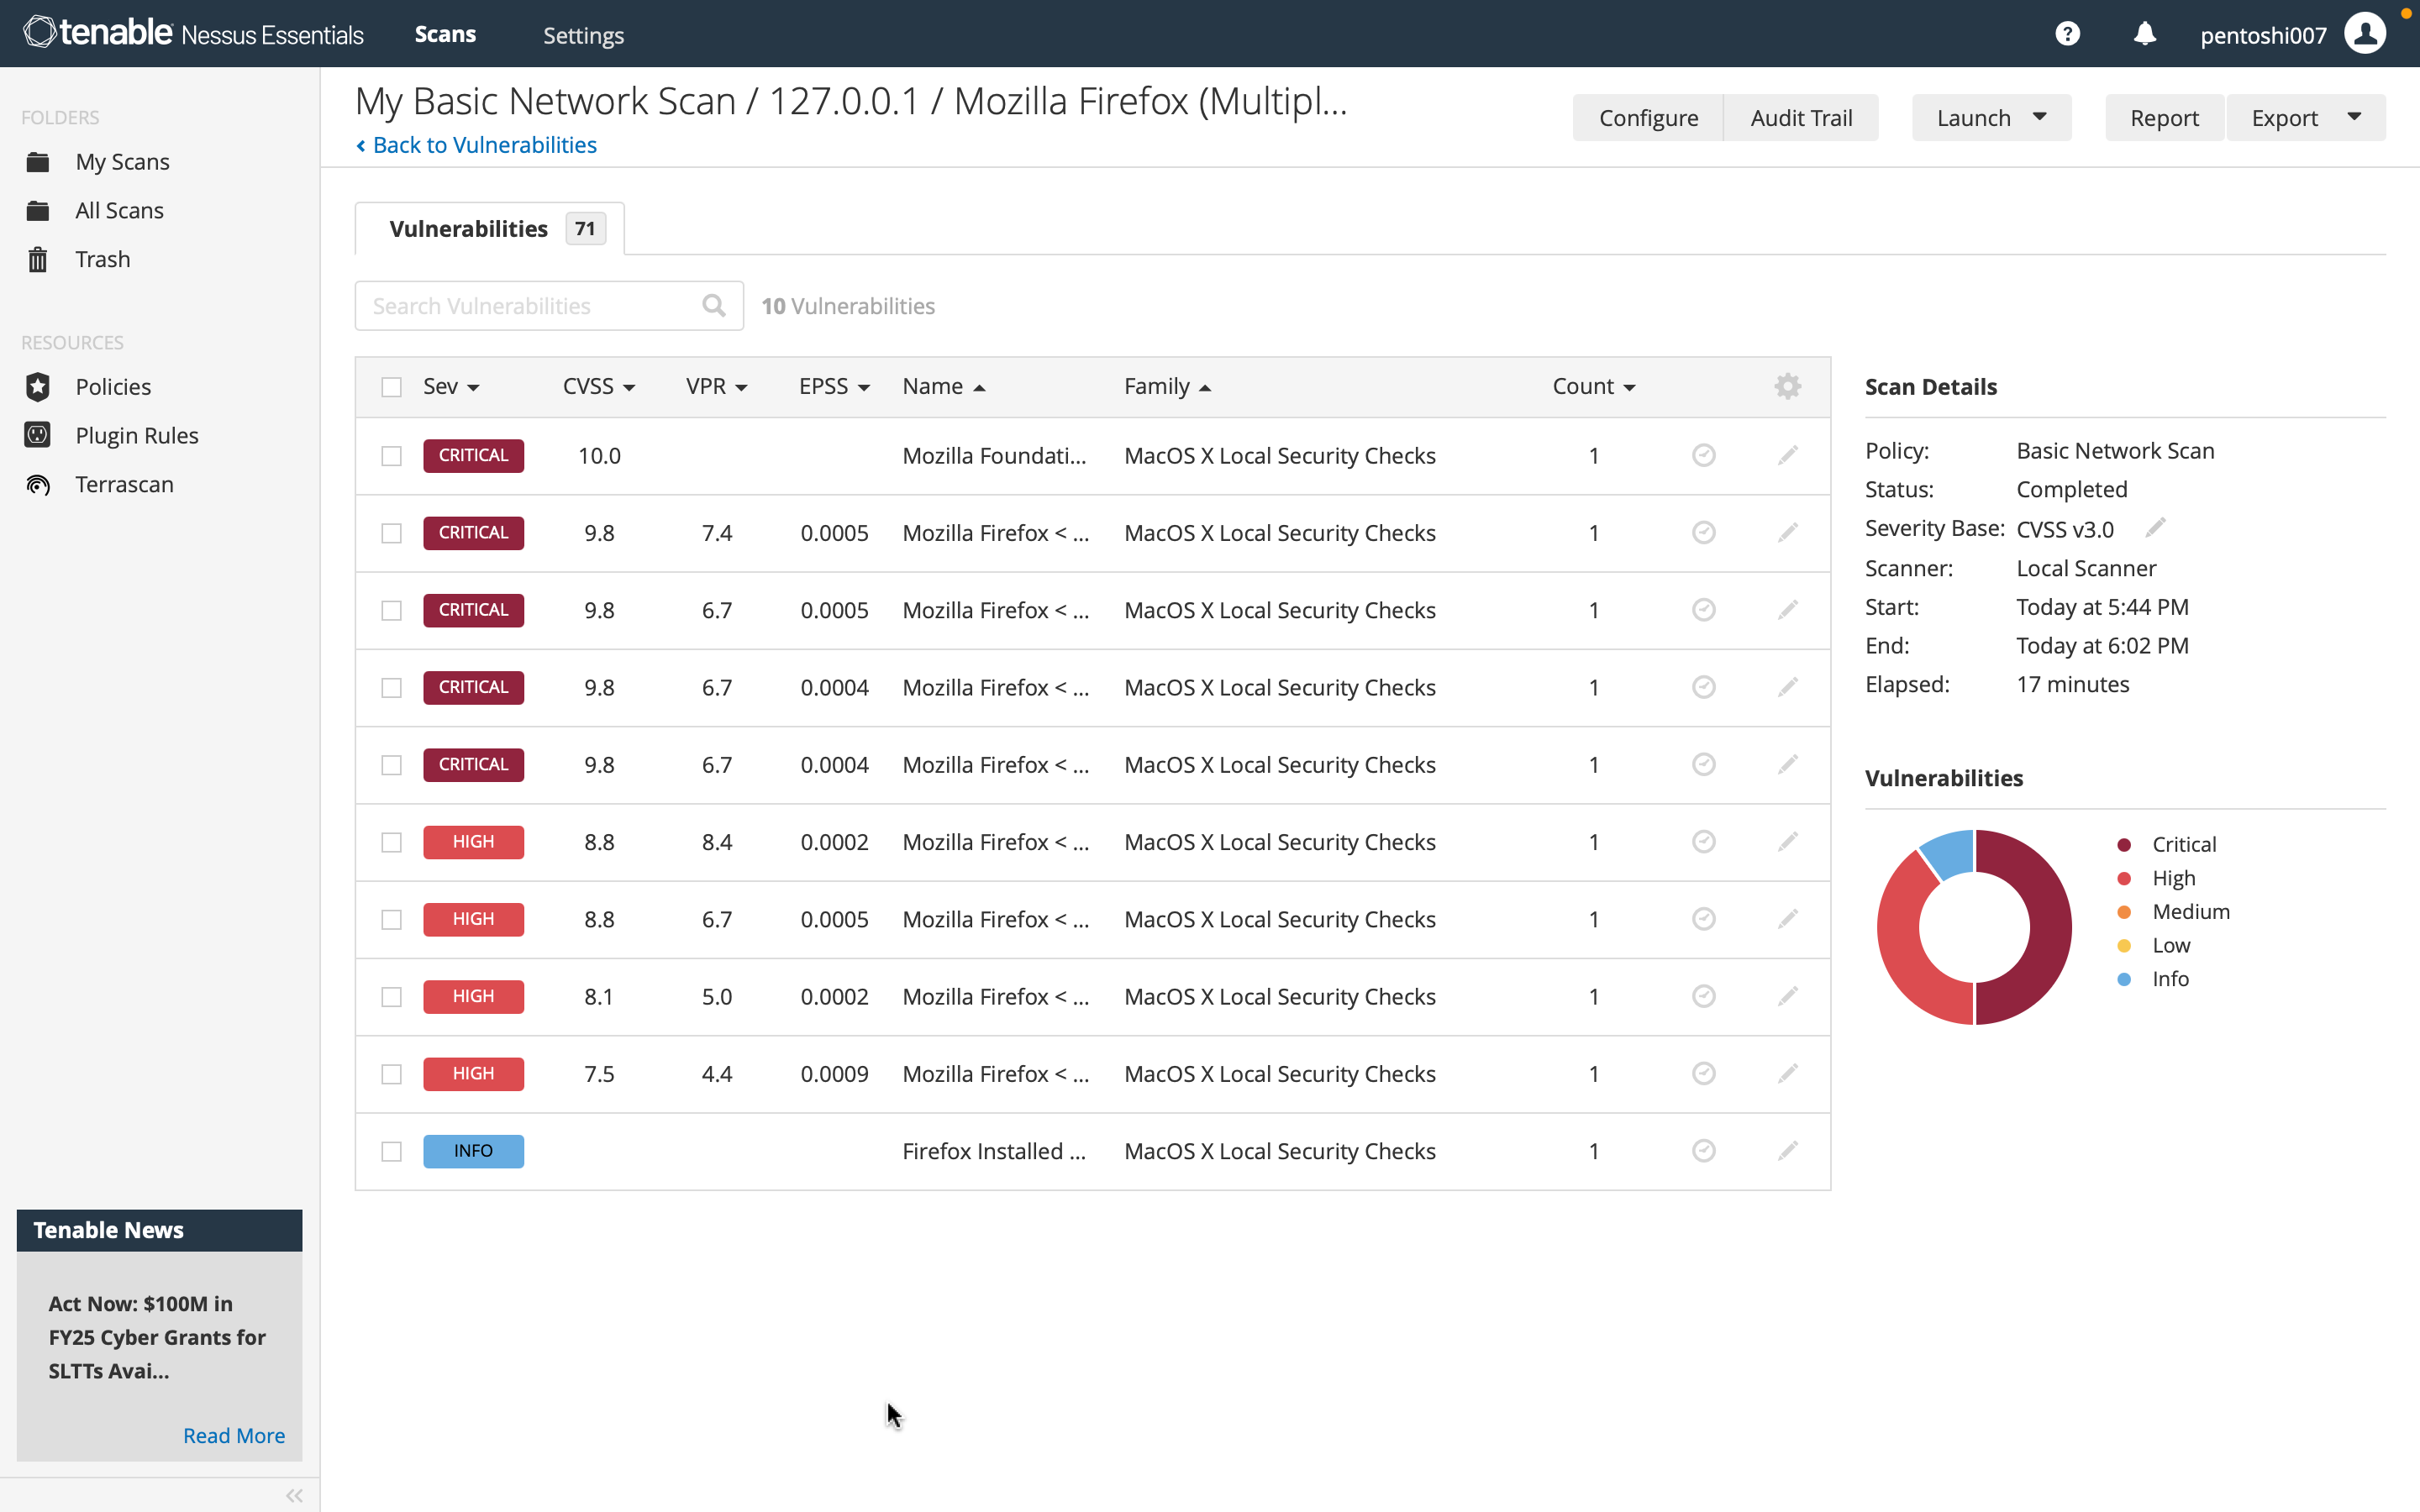 tenable Nessus Essentials Scans Settings ? pentoshi007
FOLDERS
My Scans
All Scans
Trash
RESOURCES
Policies
Plugin Rules
Terrascan
Tenable News
Act Now: $100M in
FY25 Cyber Grants for
SLTTs Avai...
Read More
My Basic Network Scan / 127.0.0.1 / Mozilla Firefox (Multipl...
Back to Vulnerabilities
Configure Audit Trail Launch Report Export
Vulnerabilities 71
Search Vulnerabilities 10 Vulnerabilities
Sev CVSS VPR EPSS Name Family Count
CRITICAL 10.0 Mozilla Foundati... MacOS X Local Security Checks 1
CRITICAL 9.8 7.4 0.0005 Mozilla Firefox < ... MacOS X Local Security Checks 1
CRITICAL 9.8 6.7 0.0005 Mozilla Firefox < ... MacOS X Local Security Checks 1
CRITICAL 9.8 6.7 0.0004 Mozilla Firefox < ... MacOS X Local Security Checks 1
CRITICAL 9.8 6.7 0.0004 Mozilla Firefox < ... MacOS X Local Security Checks 1
HIGH 8.8 8.4 0.0002 Mozilla Firefox < ... MacOS X Local Security Checks 1
HIGH 8.8 6.7 0.0005 Mozilla Firefox < ... MacOS X Local Security Checks 1
HIGH 8.1 5.0 0.0002 Mozilla Firefox < ... MacOS X Local Security Checks 1
HIGH 7.5 4.4 0.0009 Mozilla Firefox < ... MacOS X Local Security Checks 1
INFO Firefox Installed ... MacOS X Local Security Checks 1
Scan Details
Policy: Basic Network Scan
Status: Completed
Severity Base: CVSS v3.0
Scanner: Local Scanner
Start: Today at 5:44 PM
End: Today at 6:02 PM
Elapsed: 17 minutes
Vulnerabilities
Critical
High
Medium
Low
Info